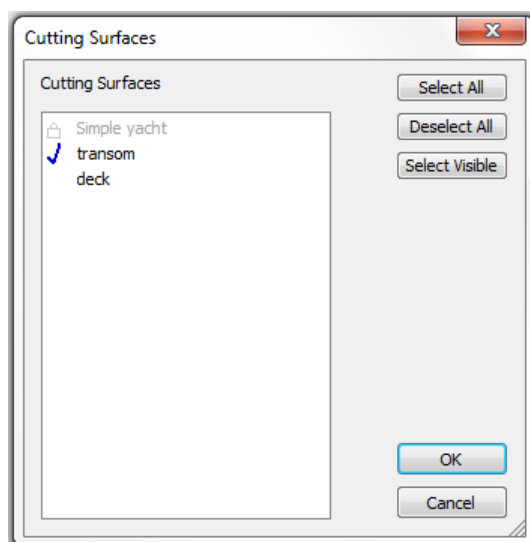 Cutting Surfaces
Cutting Surfaces
Select All
Simple yacht
Deselect All
transom
Select Visible
deck
OK
Cancel